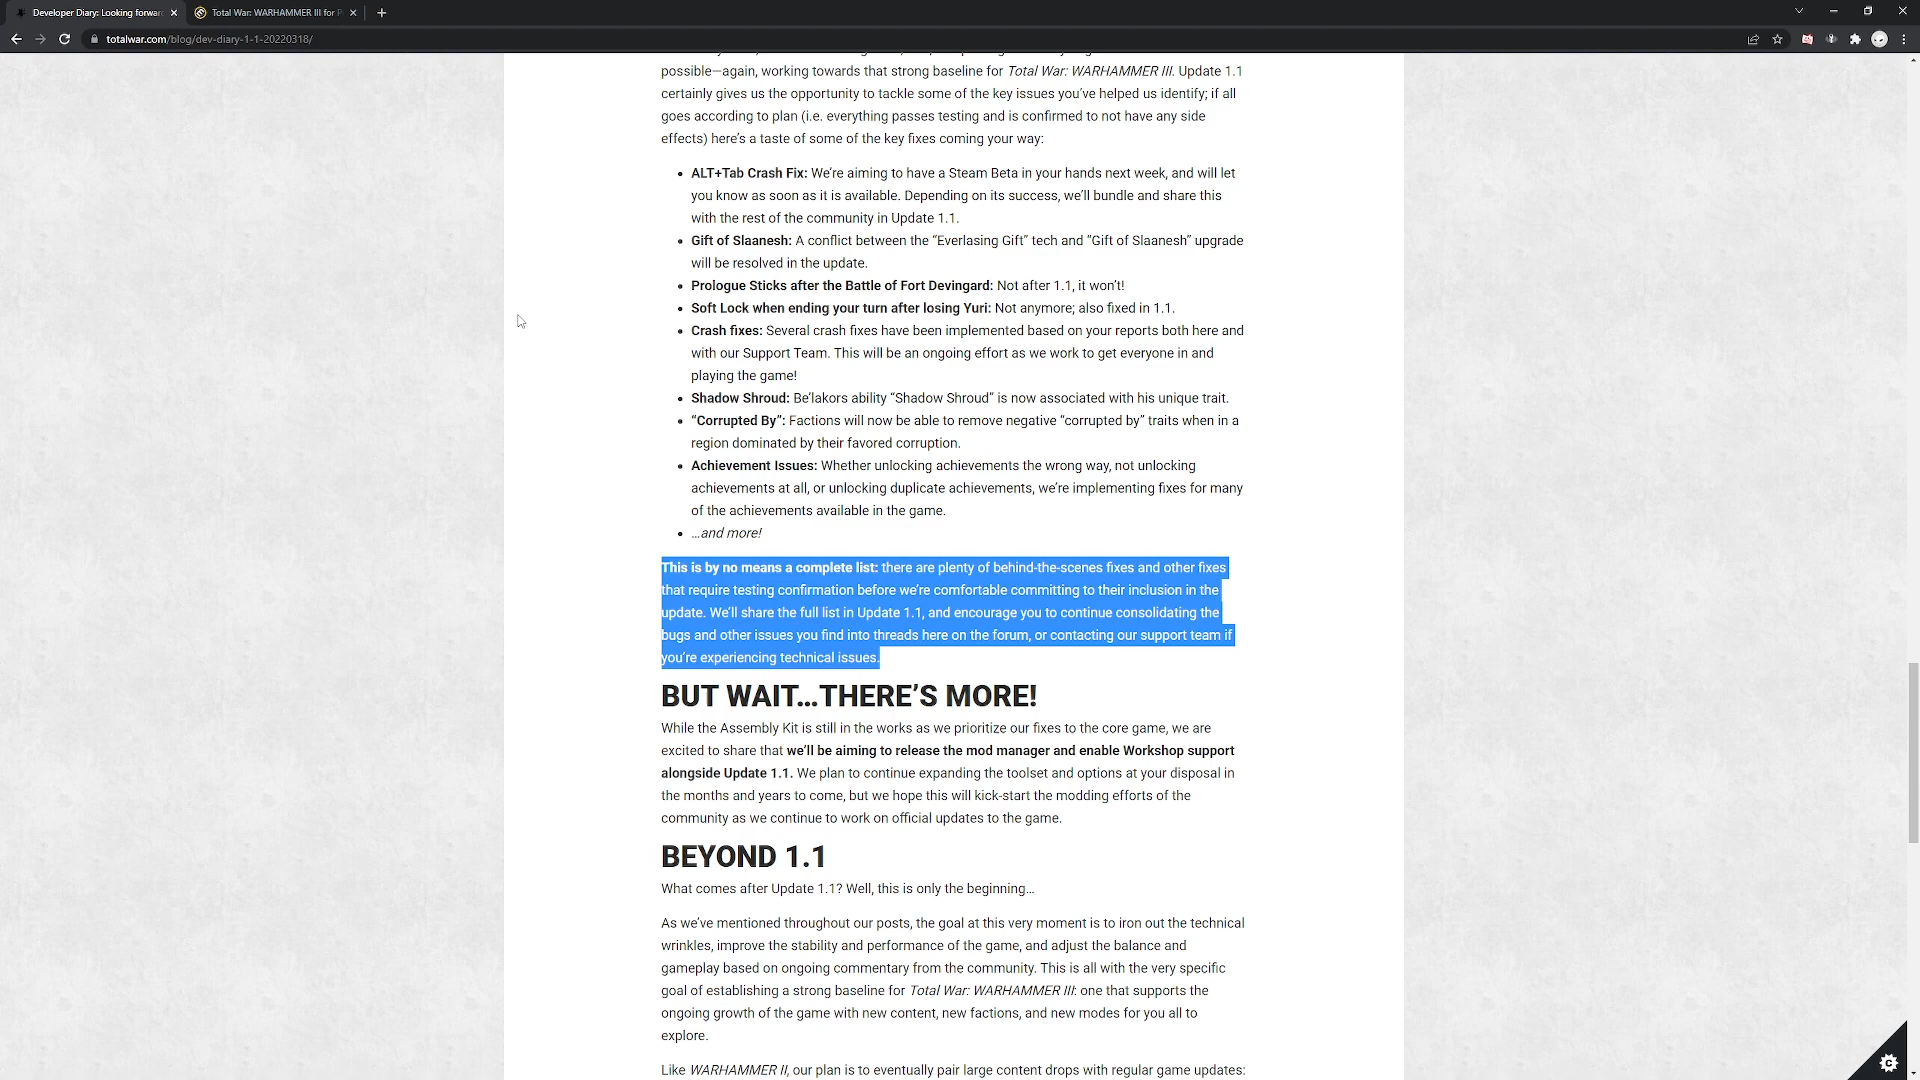 Developer Diary: Looking forwar
Total War: WARHAMMER III for P
totalwar.com/blog/dev-diary-1-1-20220318/
possible—again, working towards that strong baseline for Total War: WARHAMMER III. Update 1.1
certainly gives us the opportunity to tackle some of the key issues you've helped us identify; if all
goes according to plan (i.e. everything passes testing and is confirmed to not have any side
effects) here's a taste of some of the key fixes coming your way:
• ALT+Tab Crash Fix: We're aiming to have a Steam Beta in your hands next week, and will let
you know as soon as it is available. Depending on its success, we'll bundle and share this
with the rest of the community in Update 1.1.
• Gift of Slaanesh: A conflict between the “Everlasing Gift” tech and “Gift of Slaanesh” upgrade
will be resolved in the update.
• Prologue Sticks after the Battle of Fort Devingard: Not after 1.1, it won't!
• Soft Lock when ending your turn after losing Yuri: Not anymore; also fixed in 1.1.
• Crash fixes: Several crash fixes have been implemented based on your reports both here and
with our Support Team. This will be an ongoing effort as we work to get everyone in and
playing the game!
• Shadow Shroud: Be'lakors ability “Shadow Shroud” is now associated with his unique trait.
• “Corrupted By”: Factions will now be able to remove negative “corrupted by” traits when in a
region dominated by their favored corruption.
• Achievement Issues: Whether unlocking achievements the wrong way, not unlocking
achievements at all, or unlocking duplicate achievements, we're implementing fixes for many
of the achievements available in the game.
• …and more!
This is by no means a complete list: there are plenty of behind-the-scenes fixes and other fixes
that require testing confirmation before we're comfortable committing to their inclusion in the
update. We'll share the full list in Update 1.1, and encourage you to continue consolidating the
bugs and other issues you find into threads here on the forum, or contacting our support team if
you're experiencing technical issues.
BUT WAIT…THERE'S MORE!
While the Assembly Kit is still in the works as we prioritize our fixes to the core game, we are
excited to share that we'll be aiming to release the mod manager and enable Workshop support
alongside Update 1.1. We plan to continue expanding the toolset and options at your disposal in
the months and years to come, but we hope this will kick-start the modding efforts of the
community as we continue to work on official updates to the game.
BEYOND 1.1
What comes after Update 1.1? Well, this is only the beginning…
As we've mentioned throughout our posts, the goal at this very moment is to iron out the technical
wrinkles, improve the stability and performance of the game, and adjust the balance and
gameplay based on ongoing commentary from the community. This is all with the very specific
goal of establishing a strong baseline for Total War: WARHAMMER III: one that supports the
ongoing growth of the game with new content, new factions, and new modes for you all to
explore.
Like WARHAMMER II, our plan is to eventually pair large content drops with regular game updates: